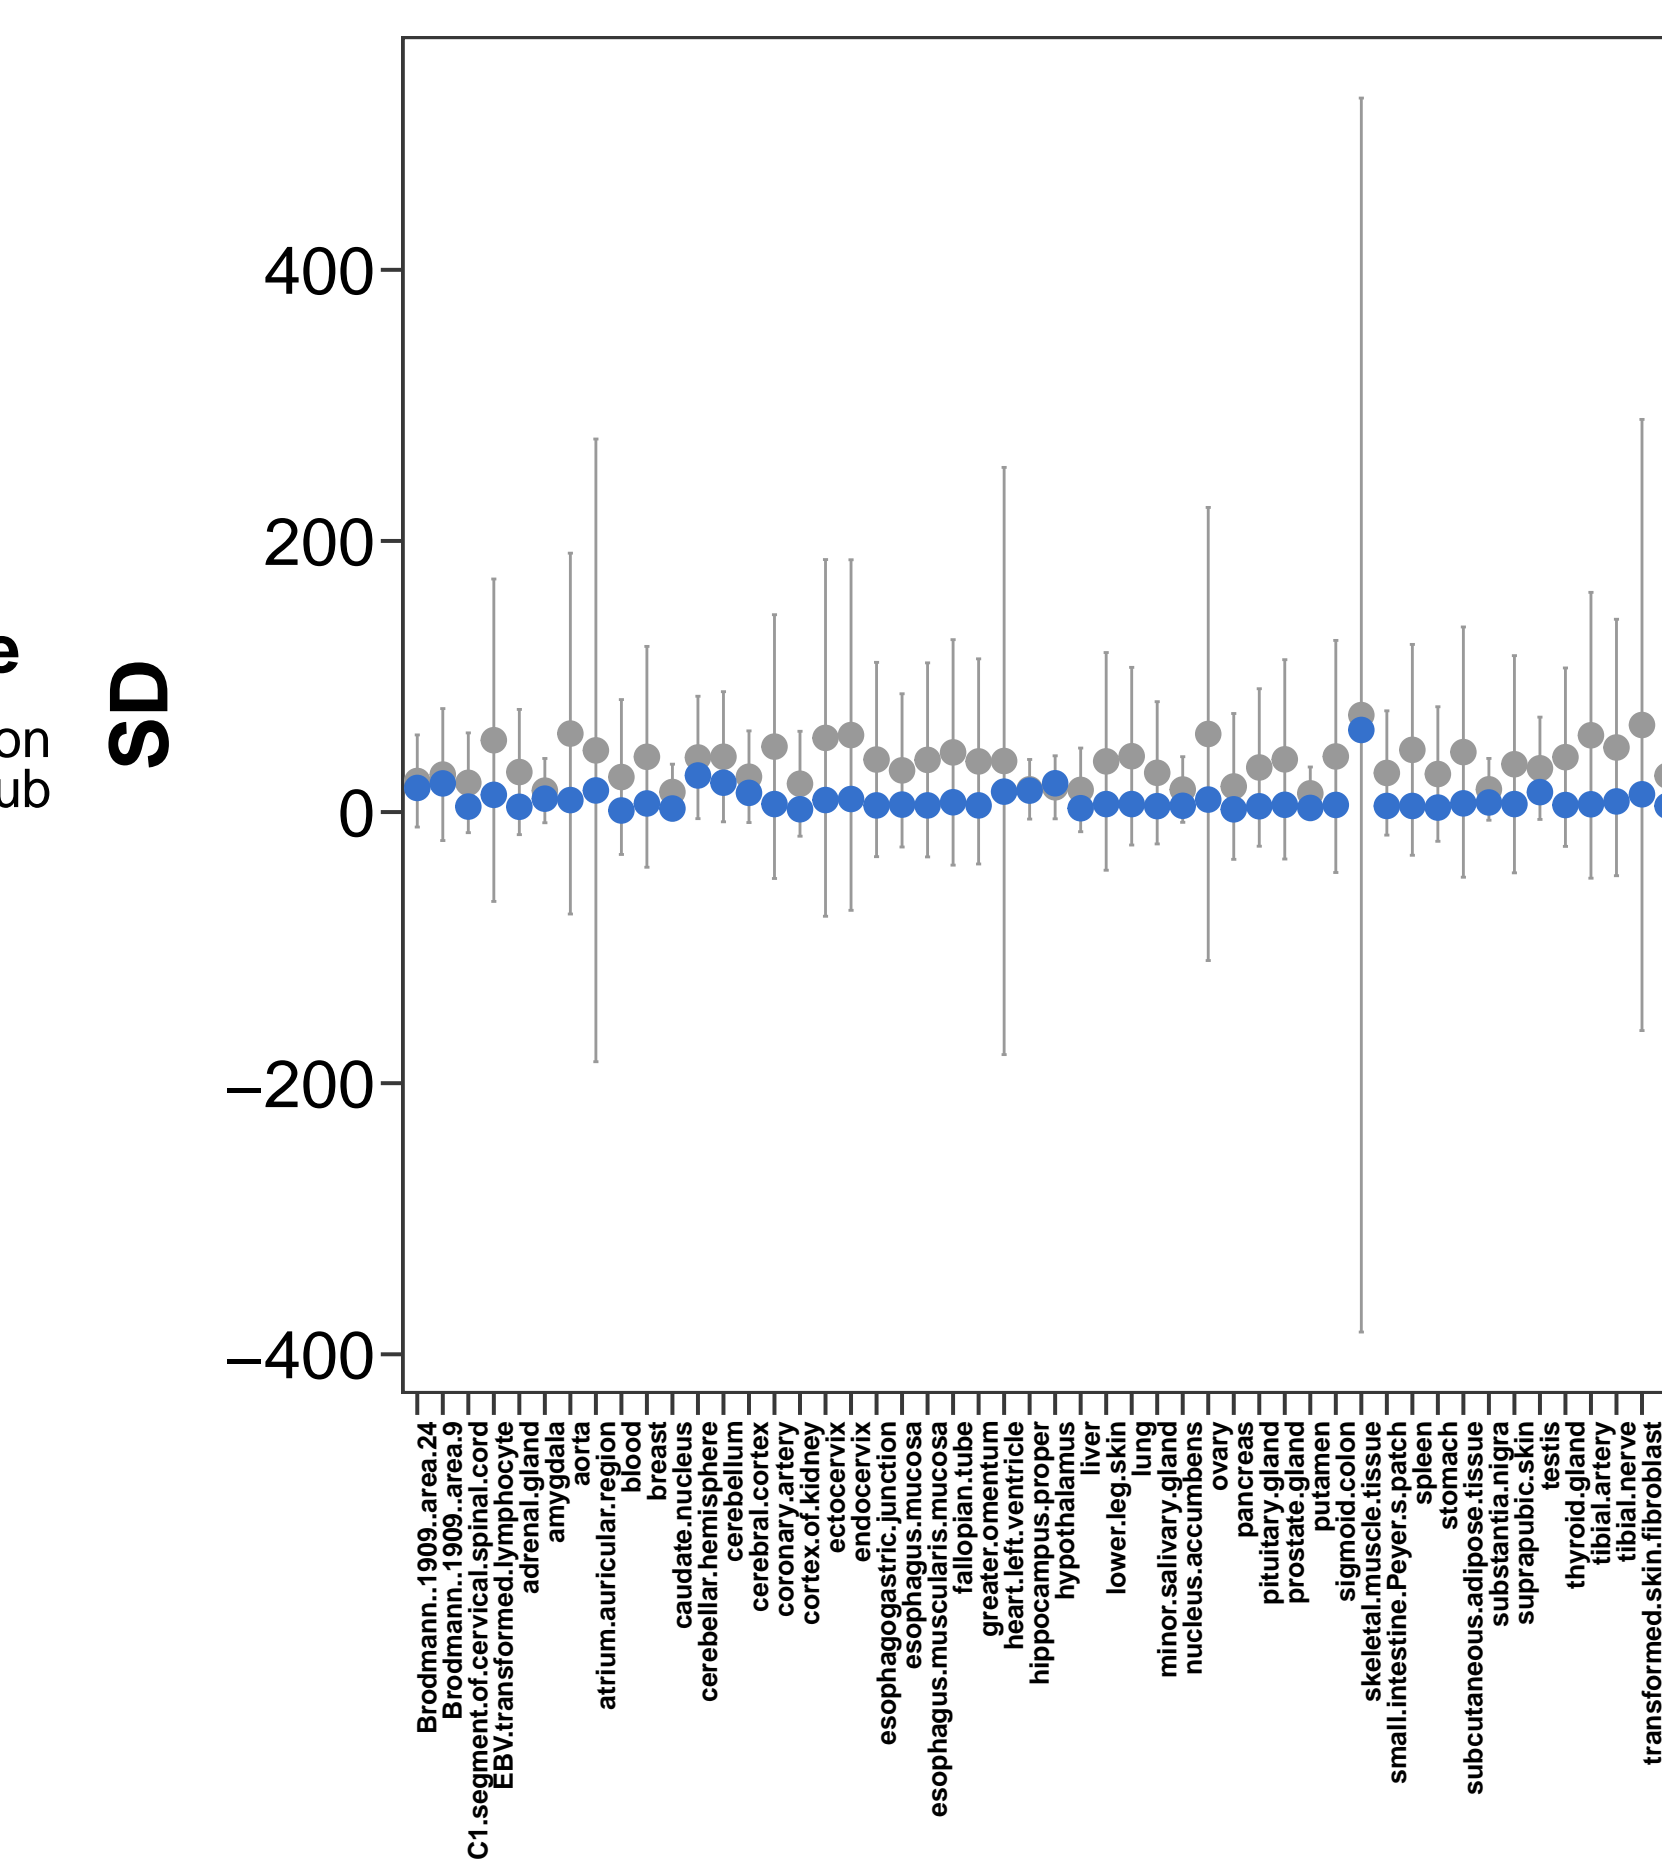 e
on
ub
SD
400
200
0
–200
–400
Brodmann..1909..area.24
Brodmann..1909..area.9
C1.segment.of.cervical.spinal.cord
EBV.transformed.lymphocyte
adrenal.gland
amygdala
aorta
atrium.auricular.region
blood
breast
caudate.nucleus
cerebellar.hemisphere
cerebellum
cerebral.cortex
coronary.artery
cortex.of.kidney
ectocervix
endocervix
esophagogastric.junction
esophagus.mucosa
esophagus.muscularis.mucosa
fallopian.tube
greater.omentum
heart.left.ventricle
hippocampus.proper
hypothalamus
liver
lower.leg.skin
lung
minor.salivary.gland
nucleus.accumbens
ovary
pancreas
pituitary.gland
prostate.gland
putamen
sigmoid.colon
skeletal.muscle.tissue
small.intestine.Peyer.s.patch
spleen
stomach
subcutaneous.adipose.tissue
substantia.nigra
suprapubic.skin
testis
thyroid.gland
tibial.artery
tibial.nerve
transformed.skin.fibroblast